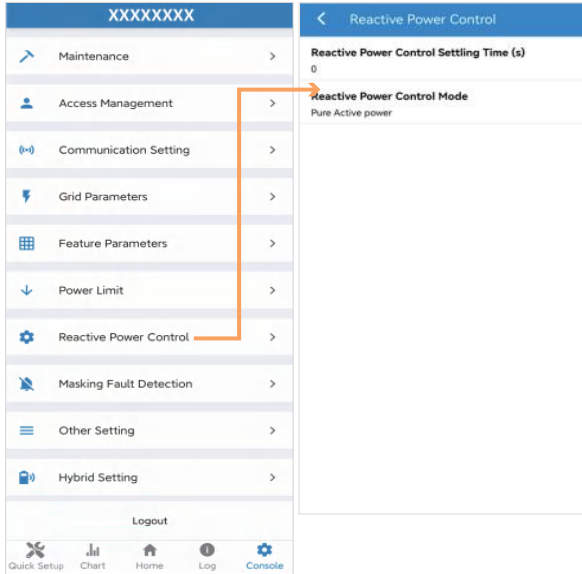 XXXXXXXX
Maintenance
Access Management
Communication Setting
Grid Parameters
Feature Parameters
Power Limit
Reactive Power Control
Masking Fault Detection
Other Setting
Hybrid Setting
Logout
Quick Setup Chart Home Log Console
Reactive Power Control
Reactive Power Control Settling Time (s)
0
Reactive Power Control Mode
Pure Active power